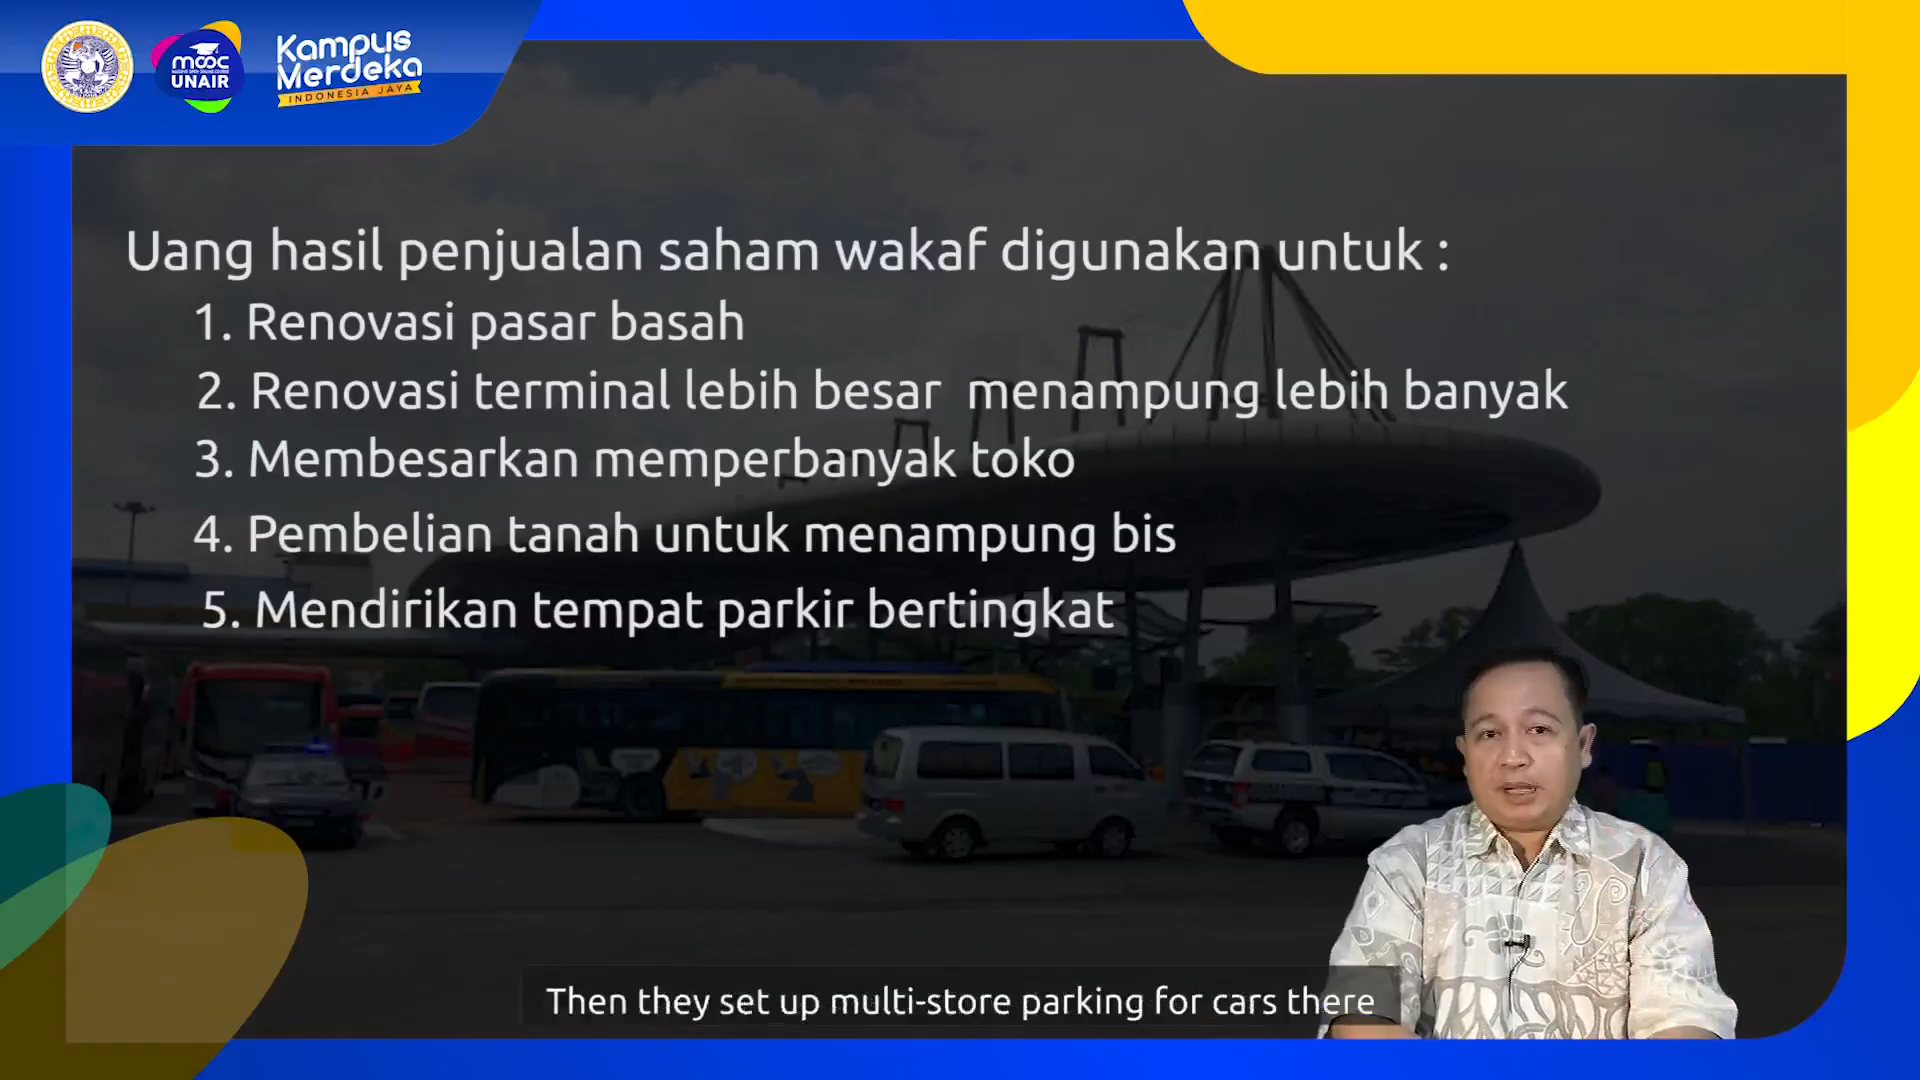 mooc
UNAIR
Kampus
Merdeka
INDONESIA JAYA
Uang hasil penjualan saham wakaf digunakan untuk :
1. Renovasi pasar basah
2. Renovasi terminal lebih besar menampung lebih banyak
3. Membesarkan memperbanyak toko
4. Pembelian tanah untuk menampung bis
5. Mendirikan tempat parkir bertingkat
Then they set up multi-store parking for cars there